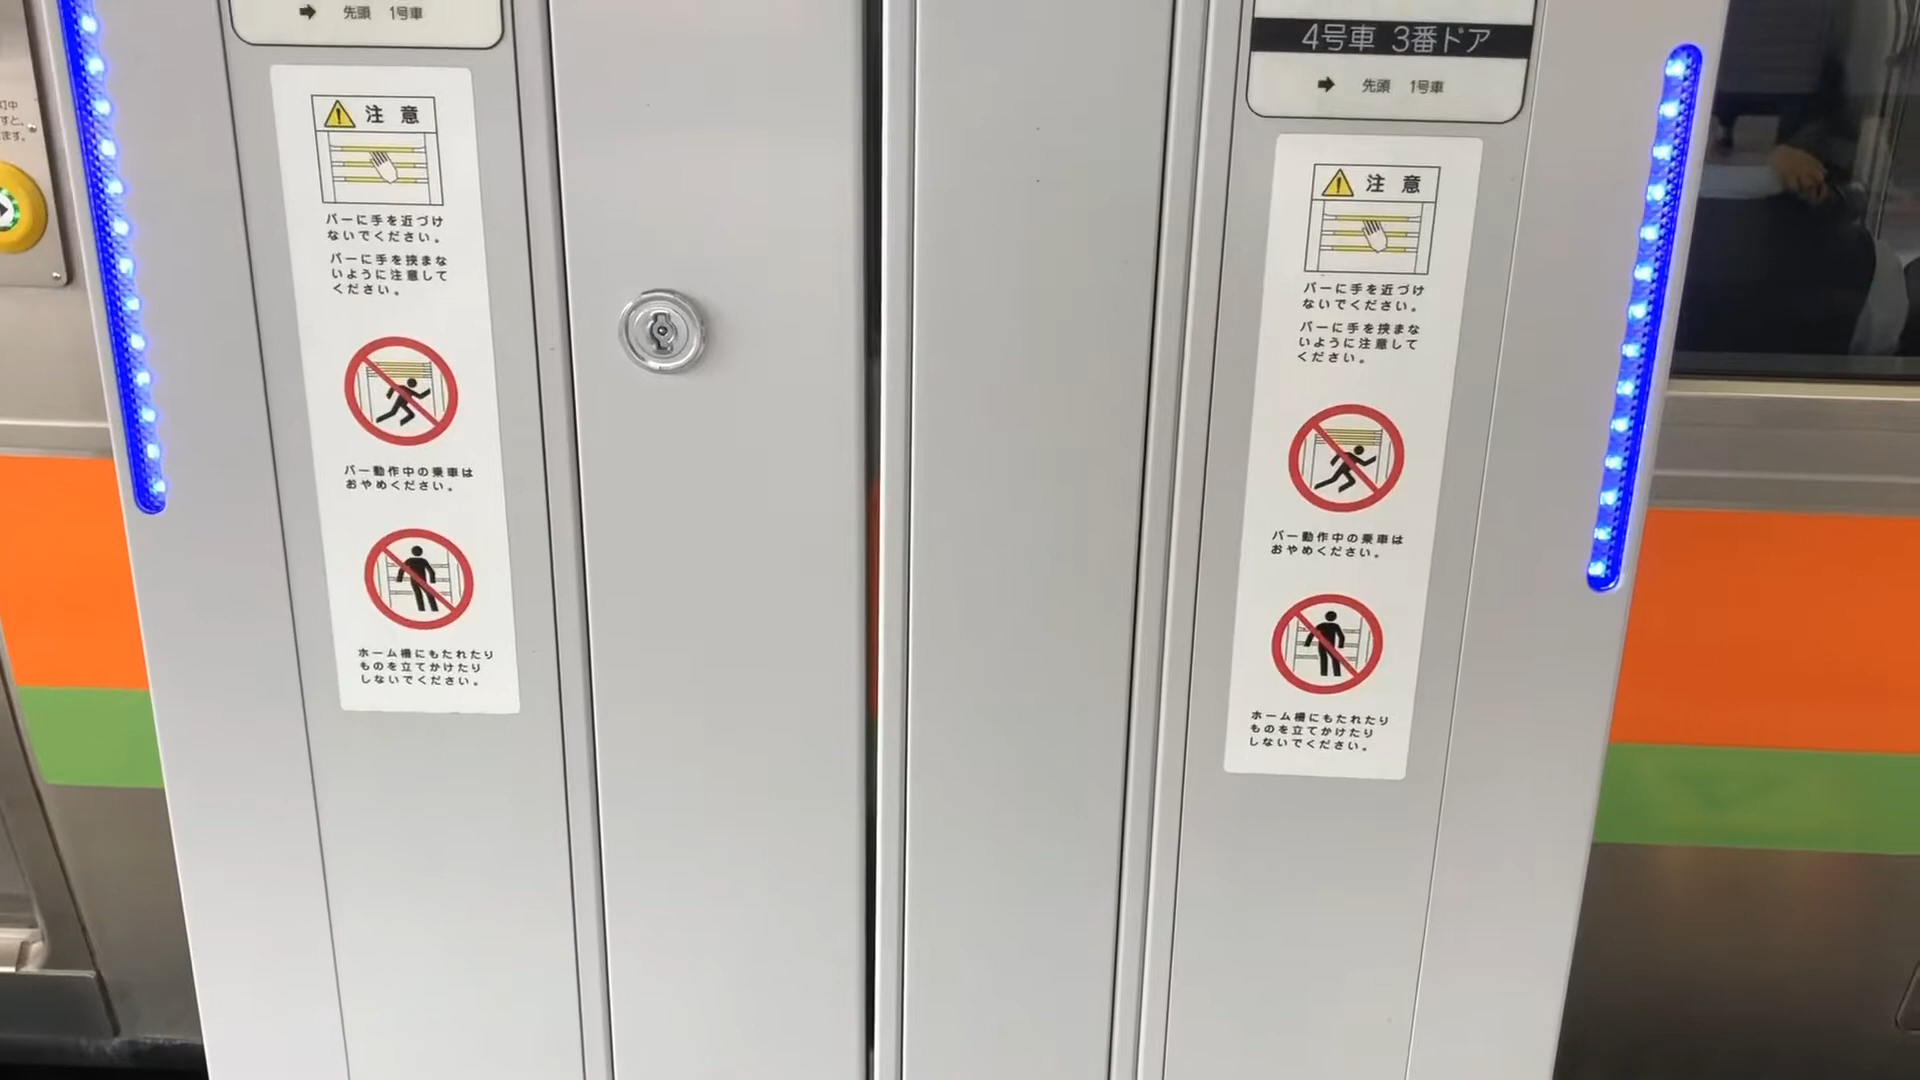 先頭 1号車
注意
バーに手を近づけ
ないでください。
バーに手を挟まな
いように注意して
ください。
バー動作中の乗車は
おやめください。
ホーム柵にもたれたり
ものを立てかけたり
しないでください。
4号車 3番ドア
先頭 1号車
注意
バーに手を近づけ
ないでください。
バーに手を挟まな
いように注意して
ください。
バー動作中の乗車は
おやめください。
ホーム柵にもたれたり
ものを立てかけたり
しないでください。